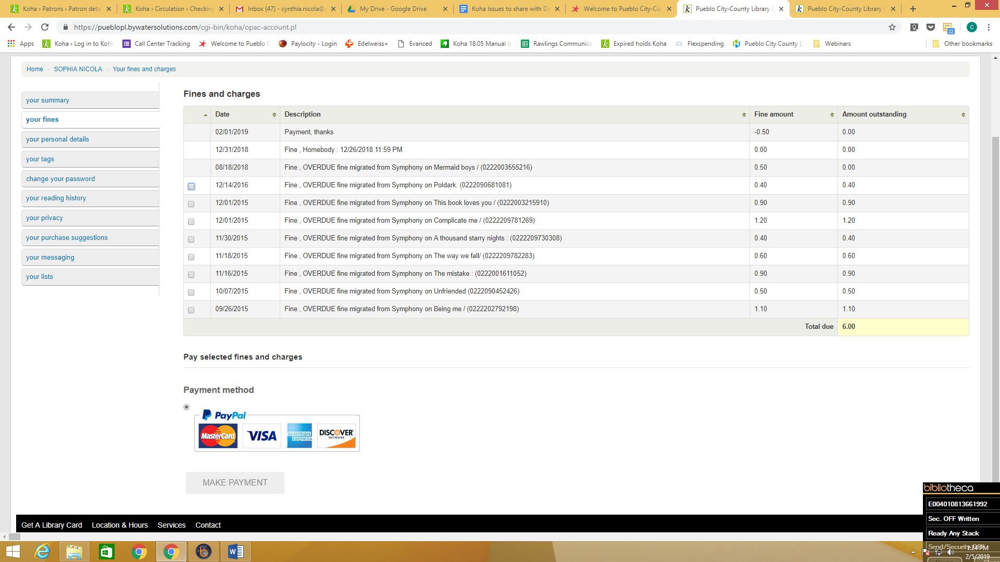 Koha › Patrons › Patron deta
Koha › Circulation › Checking
Inbox (47) - cynthia.nicola@
My Drive - Google Drive
Koha Issues to share with Da
Welcome to Pueblo City-Cou
Pueblo City-County Library D
Pueblo City-County Library D
https://pueblopl.bywatersolutions.com/cgi-bin/koha/opac-account.pl
22
C
Apps
Koha › Log in to Koha
Call Center Tracking
Welcome to Pueblo C
Paylocity - Login
Edelweiss+
Evanced
Koha 18.05 Manual (e
Rawlings Communica
Expired holds Koha
Flexspending
Pueblo City County L
Webinars
Other bookmarks
Home › SOPHIA NICOLA › Your fines and charges
your summary
your fines
your personal details
your tags
change your password
your reading history
your privacy
your purchase suggestions
your messaging
your lists
Fines and charges
Date Description Fine amount Amount outstanding
02/01/2019 Payment, thanks -0.50 0.00
12/31/2018 Fine , Homebody : 12/26/2018 11:59 PM 0.00 0.00
08/18/2018 Fine , OVERDUE fine migrated from Symphony on Mermaid boys / (0222003555216) 0.50 0.00
12/14/2016 Fine , OVERDUE fine migrated from Symphony on Poldark. (0222090681081) 0.40 0.40
12/01/2015 Fine , OVERDUE fine migrated from Symphony on This book loves you / (0222003215910) 0.90 0.90
12/01/2015 Fine , OVERDUE fine migrated from Symphony on Complicate me / (0222209781269) 1.20 1.20
11/30/2015 Fine , OVERDUE fine migrated from Symphony on A thousand starry nights : (0222209730308) 0.40 0.40
11/18/2015 Fine , OVERDUE fine migrated from Symphony on The way we fall/ (0222209782283) 0.60 0.60
11/16/2015 Fine , OVERDUE fine migrated from Symphony on The mistake : (0222001611052) 0.90 0.90
10/07/2015 Fine , OVERDUE fine migrated from Symphony on Unfriended (0222090452426) 0.50 0.50
09/26/2015 Fine , OVERDUE fine migrated from Symphony on Being me / (0222202792198) 1.10 1.10
Total due 6.00
Pay selected fines and charges
Payment method
PayPal
MasterCard VISA AMERICAN EXPRESS DISCOVER NETWORK
MAKE PAYMENT
bibliotheca
E004010813661992
Sec. OFF Written
Ready Any Stack
Send/Security OFF
Get A Library Card Location & Hours Services Contact
1:24 PM
2/5/2019